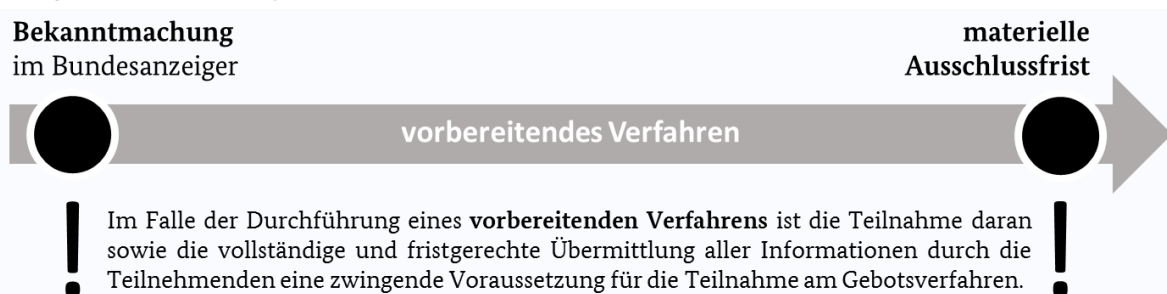 Bekanntmachung
im Bundesanzeiger
materielle
Ausschlussfrist
vorbereitendes Verfahren
! Im Falle der Durchführung eines vorbereitenden Verfahrens ist die Teilnahme daran !
sowie die vollständige und fristgerechte Übermittlung aller Informationen durch die
Teilnehmenden eine zwingende Voraussetzung für die Teilnahme am Gebotsverfahren.